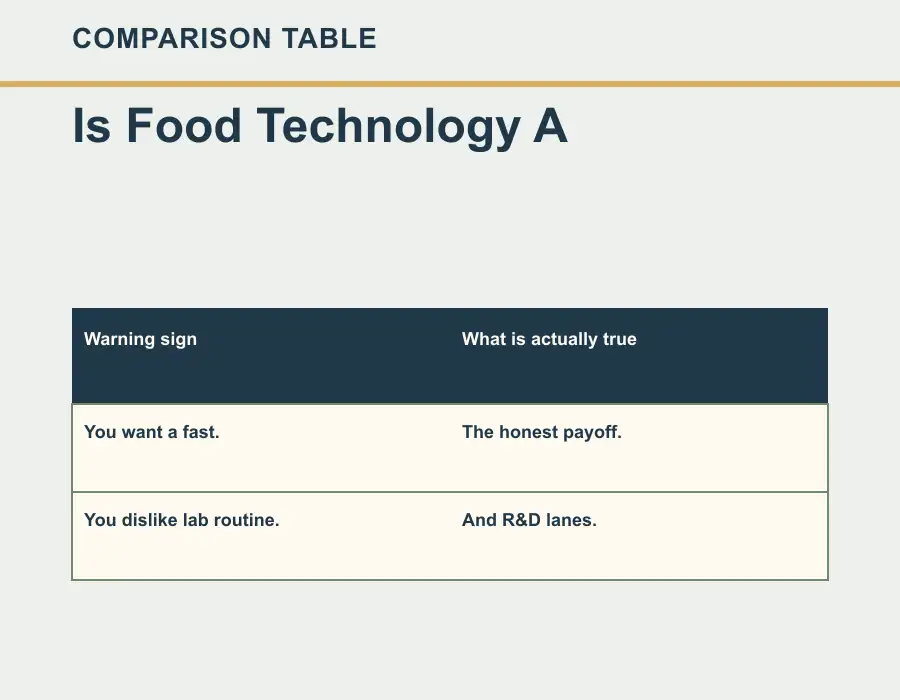 COMPARISON TABLE
Is Food Technology A
Warning sign
What is actually true
You want a fast.
The honest payoff.
You dislike lab routine.
And R&D lanes.